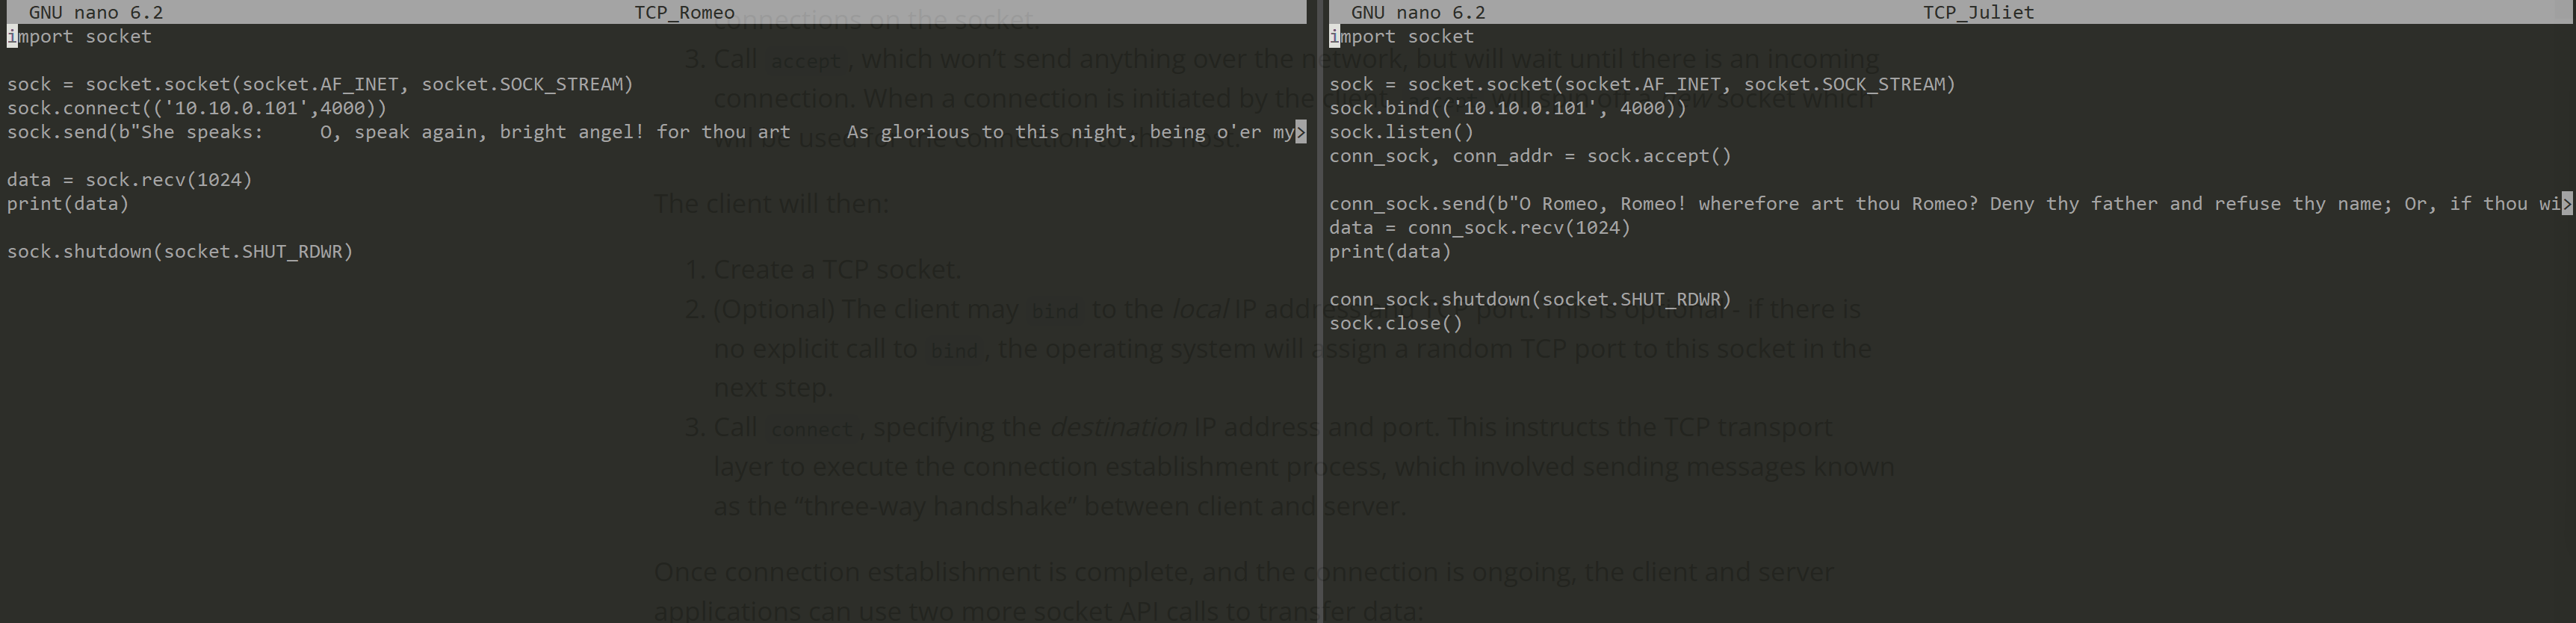 GNU nano 6.2 TCP_Romeo
import socket
sock = socket.socket(socket.AF_INET, socket.SOCK_STREAM)
sock.connect(('10.10.0.101',4000))
sock.send(b"She speaks:     O, speak again, bright angel! for thou art     As glorious to this night, being o'er my>
data = sock.recv(1024)
print(data)
sock.shutdown(socket.SHUT_RDWR)
GNU nano 6.2 TCP_Juliet
import socket
sock = socket.socket(socket.AF_INET, socket.SOCK_STREAM)
sock.bind(('10.10.0.101', 4000))
sock.listen()
conn_sock, conn_addr = sock.accept()
conn_sock.send(b"O Romeo, Romeo! wherefore art thou Romeo? Deny thy father and refuse thy name; Or, if thou wi>
data = conn_sock.recv(1024)
print(data)
conn_sock.shutdown(socket.SHUT_RDWR)
sock.close()
connections on the socket.
3. Call accept, which won't send anything over the network, but will wait until there is an incoming
connection. When a connection is initiated by the client, will spin off a new socket which
will be used for the connection to this host.
The client will then:
1. Create a TCP socket.
2. (Optional) The client may bind to the local IP address and TCP port. This is optional - if there is
no explicit call to bind, the operating system will assign a random TCP port to this socket in the
next step.
3. Call connect, specifying the destination IP address and port. This instructs the TCP transport
layer to execute the connection establishment process, which involved sending messages known
as the "three-way handshake" between client and server.
Once connection establishment is complete, and the connection is ongoing, the client and server
applications can use two more socket API calls to transfer data: